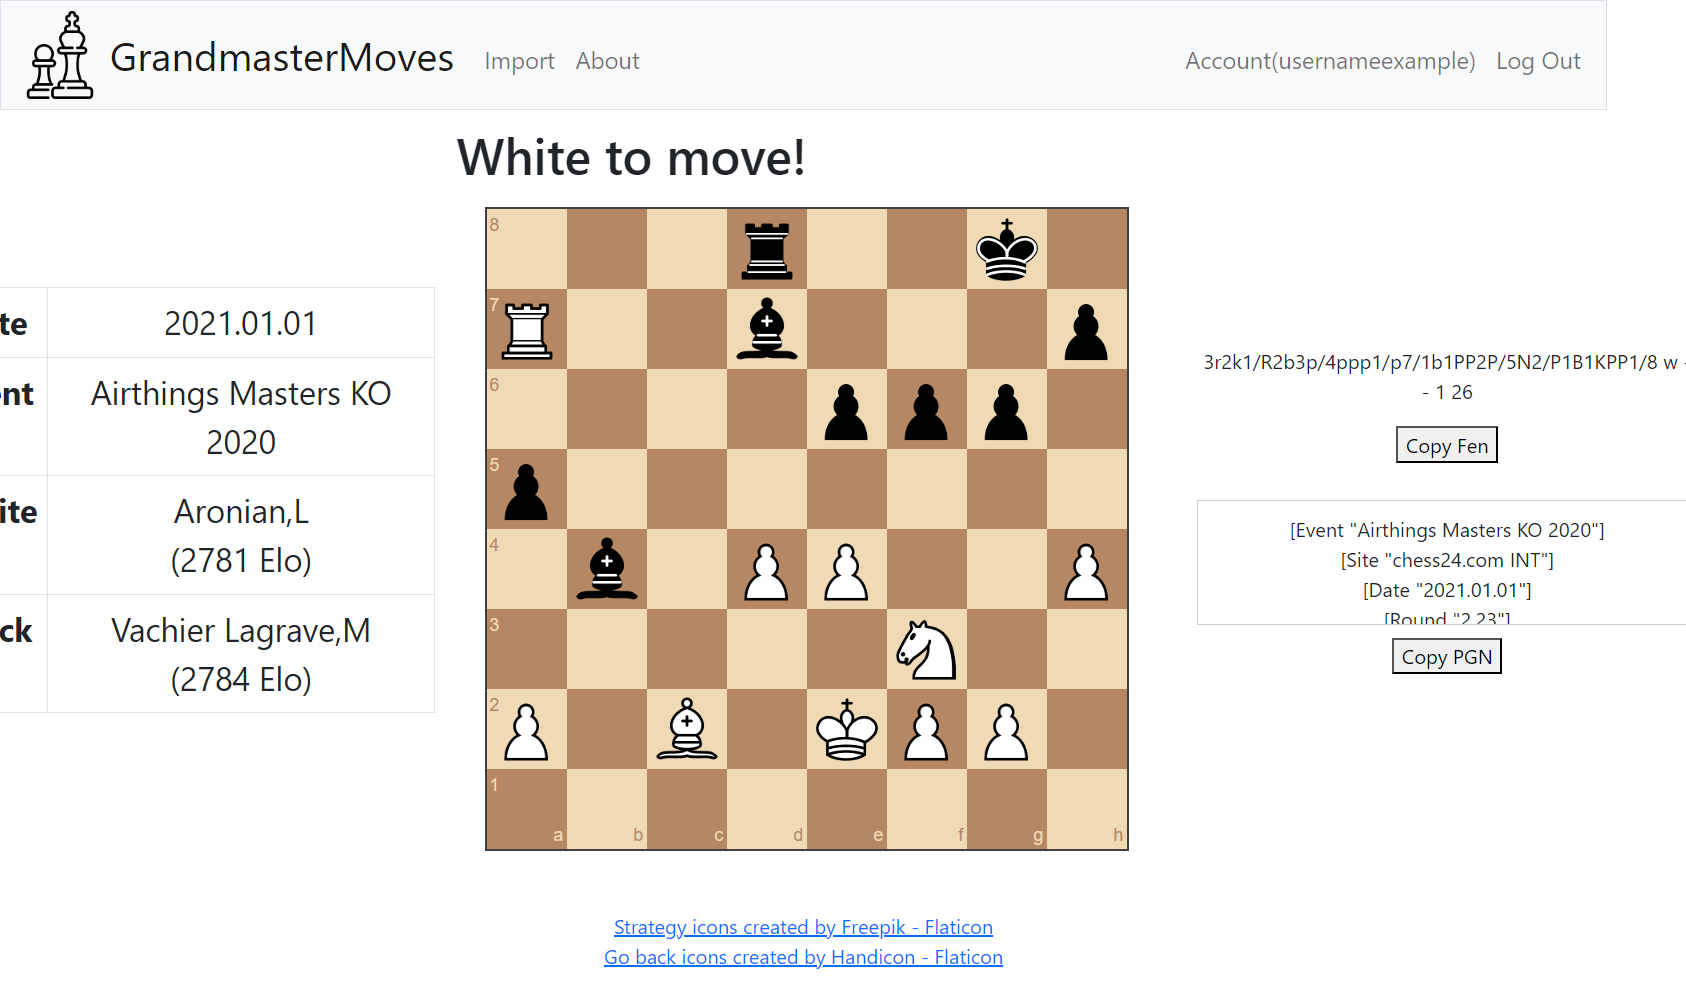 GrandmasterMoves Import About Account(usernameexample) Log Out
White to move!
te 2021.01.01
nt Airthings Masters KO
2020
ite Aronian,L
(2781 Elo)
ck Vachier Lagrave,M
(2784 Elo)
8
7
6
5
4
3
2
1
a b c d e f g h
3r2k1/R2b3p/4ppp1/p7/1b1PP2P/5N2/P1B1KPP1/8 w -
- 1 26
Copy Fen
[Event "Airthings Masters KO 2020"]
[Site "chess24.com INT"]
[Date "2021.01.01"]
[Round "2.23"]
Copy PGN
Strategy icons created by Freepik - Flaticon
Go back icons created by Handicon - Flaticon